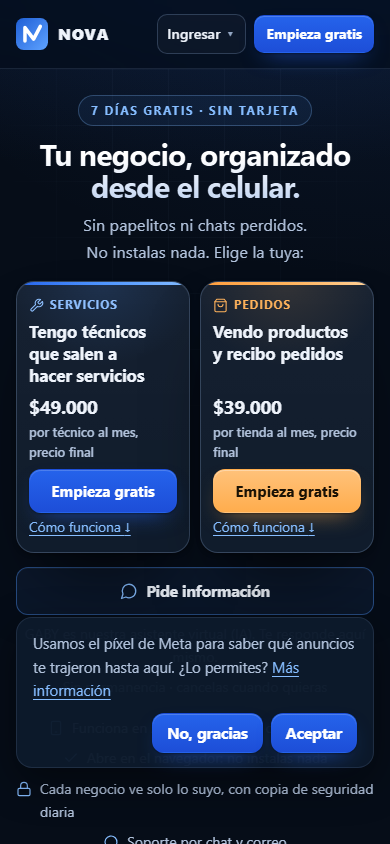 NOVA
Ingresar
Empieza gratis
7 DÍAS GRATIS · SIN TARJETA
Tu negocio, organizado
desde el celular.
Sin papelitos ni chats perdidos.
No instalas nada. Elige la tuya:
SERVICIOS
Tengo técnicos
que salen a
hacer servicios
$49.000
por técnico al mes,
precio final
Empieza gratis
Cómo funciona ↓
PEDIDOS
Vendo productos
y recibo pedidos
$39.000
por tienda al mes, precio
final
Empieza gratis
Cómo funciona ↓
Pide información
Usamos el píxel de Meta para saber qué anuncios
te trajeron hasta aquí. ¿Lo permites? Más
información
No, gracias
Aceptar
Cada negocio ve solo lo suyo, con copia de seguridad
diaria
Soporte por chat y correo